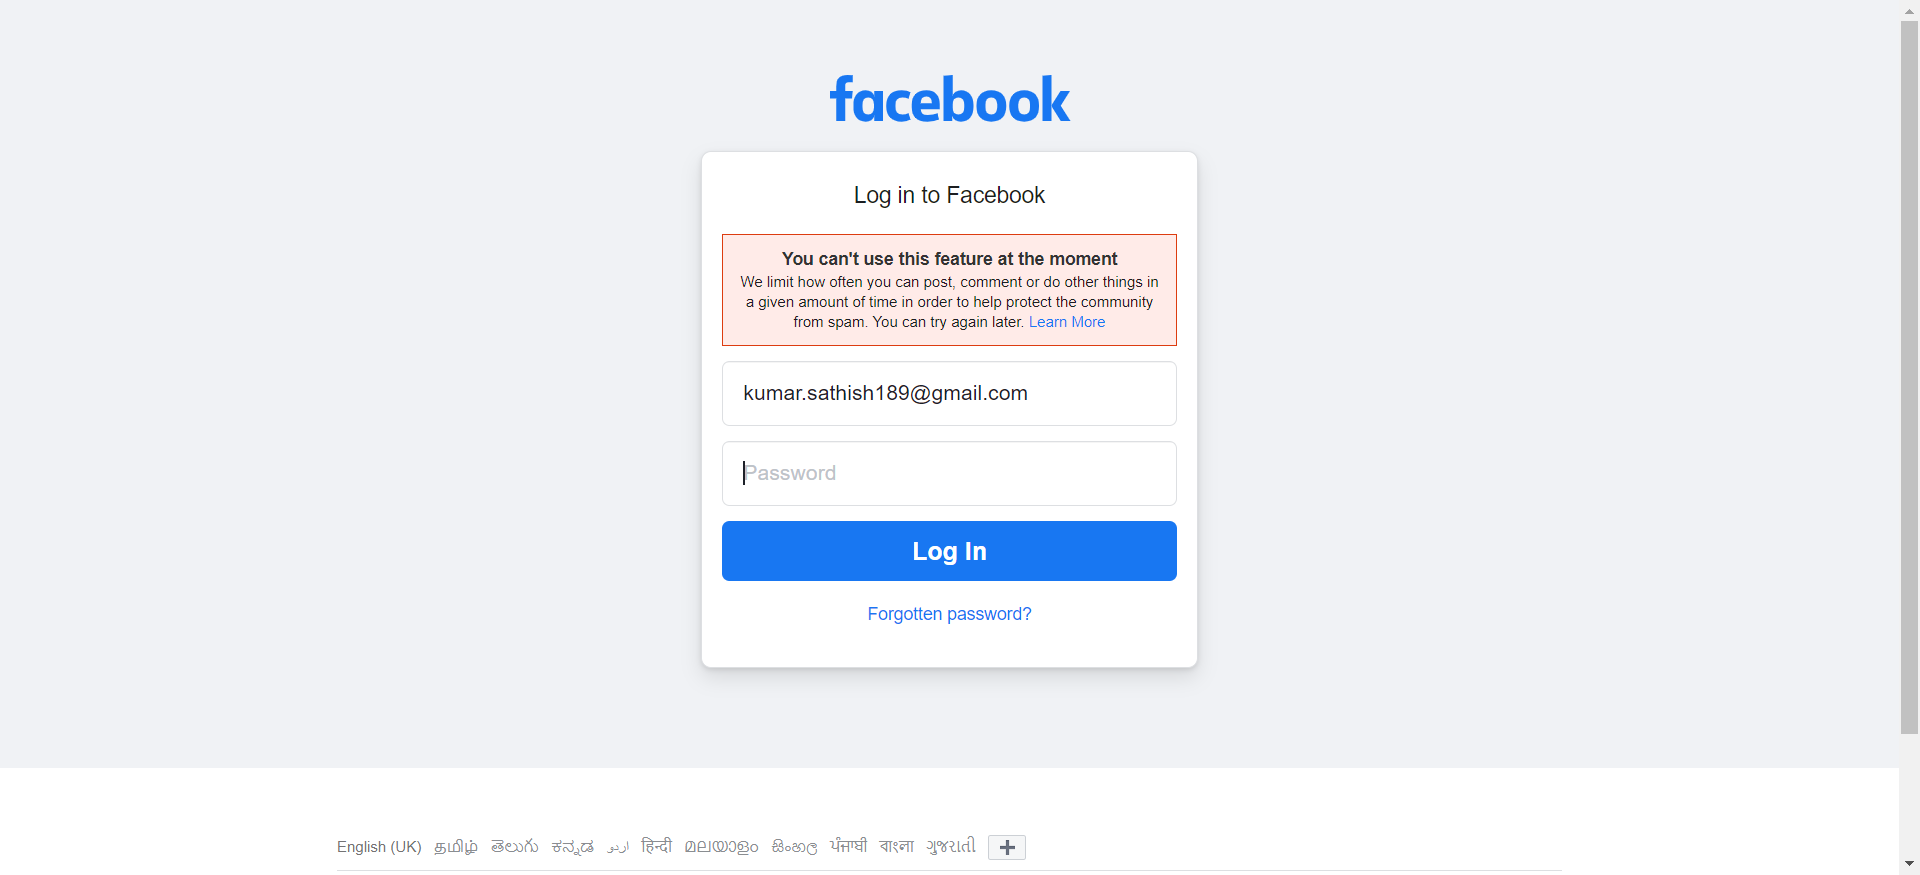 facebook
Log in to Facebook
You can't use this feature at the moment
We limit how often you can post, comment or do other things in
a given amount of time in order to help protect the community
from spam. You can try again later. Learn More
kumar.sathish189@gmail.com
Password
Log In
Forgotten password?
English (UK) தமிழ் తెలుగు ಕನ್ನಡ اردو हिन्दी മലയാളം සිංහල ਪੰਜਾਬੀ বাংলা ગુજરાતી